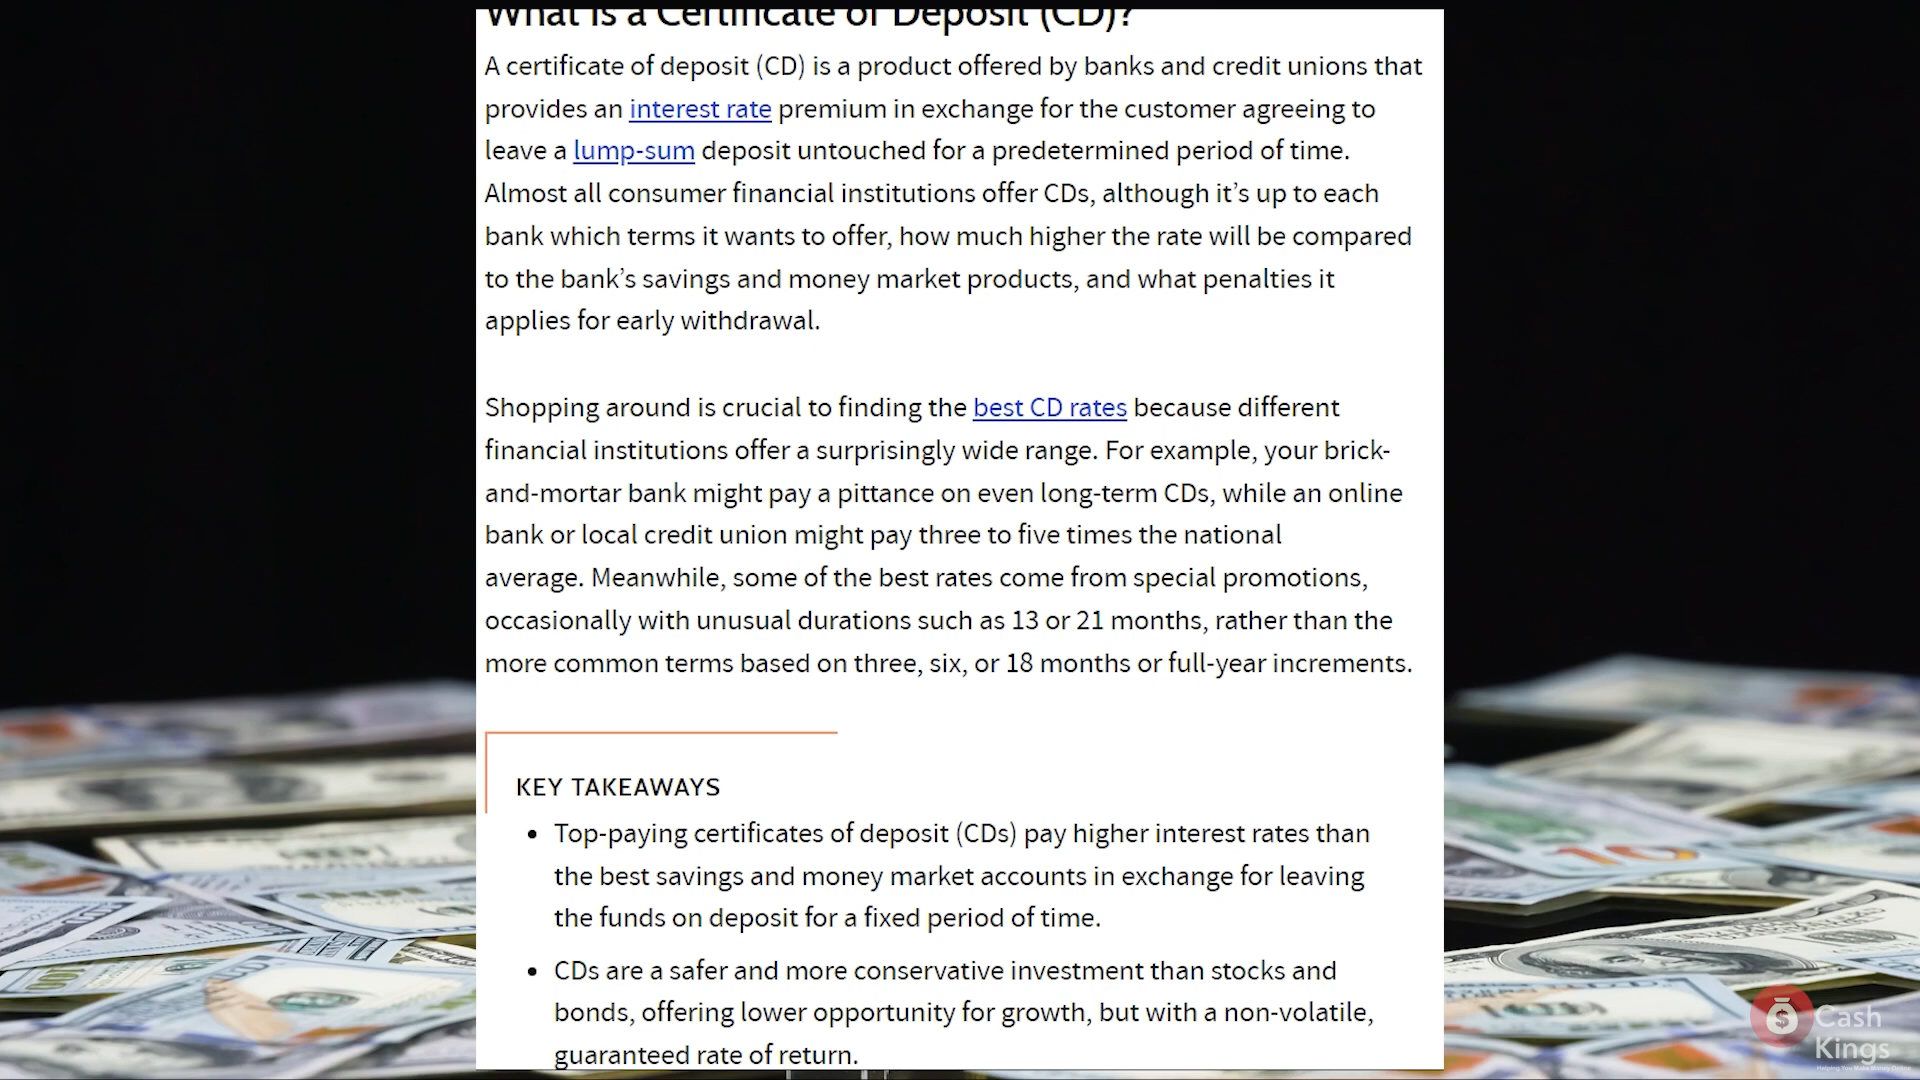 What is a Certificate of Deposit (CD)?
A certificate of deposit (CD) is a product offered by banks and credit unions that
provides an interest rate premium in exchange for the customer agreeing to
leave a lump-sum deposit untouched for a predetermined period of time.
Almost all consumer financial institutions offer CDs, although it’s up to each
bank which terms it wants to offer, how much higher the rate will be compared
to the bank’s savings and money market products, and what penalties it
applies for early withdrawal.
Shopping around is crucial to finding the best CD rates because different
financial institutions offer a surprisingly wide range. For example, your brick-
and-mortar bank might pay a pittance on even long-term CDs, while an online
bank or local credit union might pay three to five times the national
average. Meanwhile, some of the best rates come from special promotions,
occasionally with unusual durations such as 13 or 21 months, rather than the
more common terms based on three, six, or 18 months or full-year increments.
KEY TAKEAWAYS
• Top-paying certificates of deposit (CDs) pay higher interest rates than
the best savings and money market accounts in exchange for leaving
the funds on deposit for a fixed period of time.
• CDs are a safer and more conservative investment than stocks and
bonds, offering lower opportunity for growth, but with a non-volatile,
guaranteed rate of return.
Cash
Kings